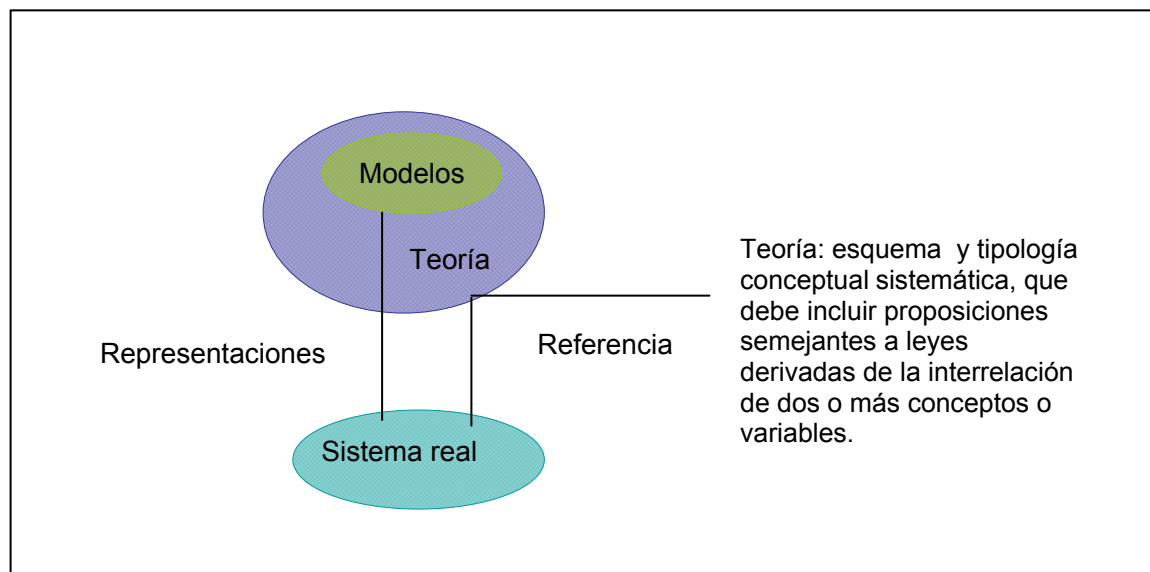 Modelos
Teoría
Representaciones
Referencia
Sistema real
Teoría: esquema y tipología
conceptual sistemática, que
debe incluir proposiciones
semejantes a leyes
derivadas de la interrelación
de dos o más conceptos o
variables.